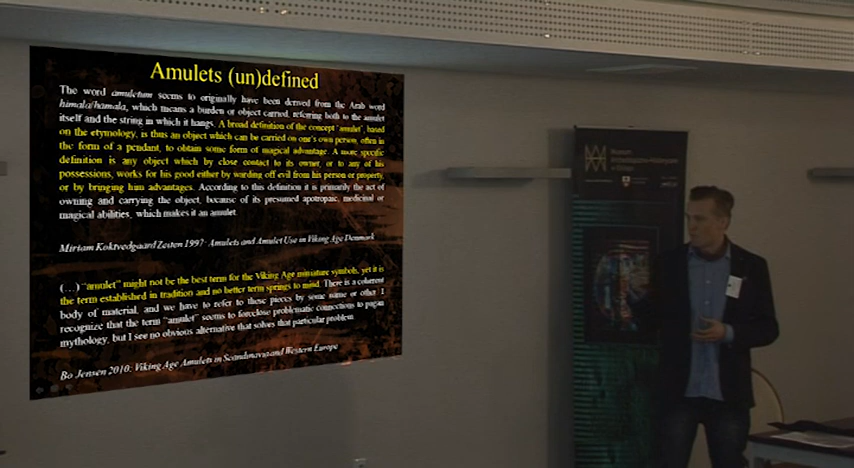 Amulets (un)defined
The word amuletum seems to originally have been derived from the Arab word
himala/hamala, which means a burden or object carried, referring both to the amulet
itself and the string in which it hangs. A broad definition of the concept "amulet", based
on the etymology, is thus an object which can be carried on one's own person, often in
the form of a pendant, to obtain some form of magical advantage. A more specific
definition is any object which by close contact to its owner, or to any of his
possessions, works for his good either by warding off evil from his person or property,
or by bringing him advantages. According to this definition it is primarily the act of
owning and carrying the object, because of its presumed apotropaic, medicinal or
magical abilities, which makes it an amulet.
Miriam Koktvedgaard Zeiten 1997: Amulets and Amulet Use in Viking Age Denmark
(…) "amulet" might not be the best term for the Viking Age miniature symbols, yet it is
the term established in tradition and no better term springs to mind. There is a coherent
body of material, and we have to refer to these pieces by some name or other. I
recognize that the term "amulet" seems to foreclose problematic connections to pagan
mythology, but I see no obvious alternative that solves that particular problem.
Bo Jensen 2010: Viking Age Amulets in Scandinavia and Western Europe